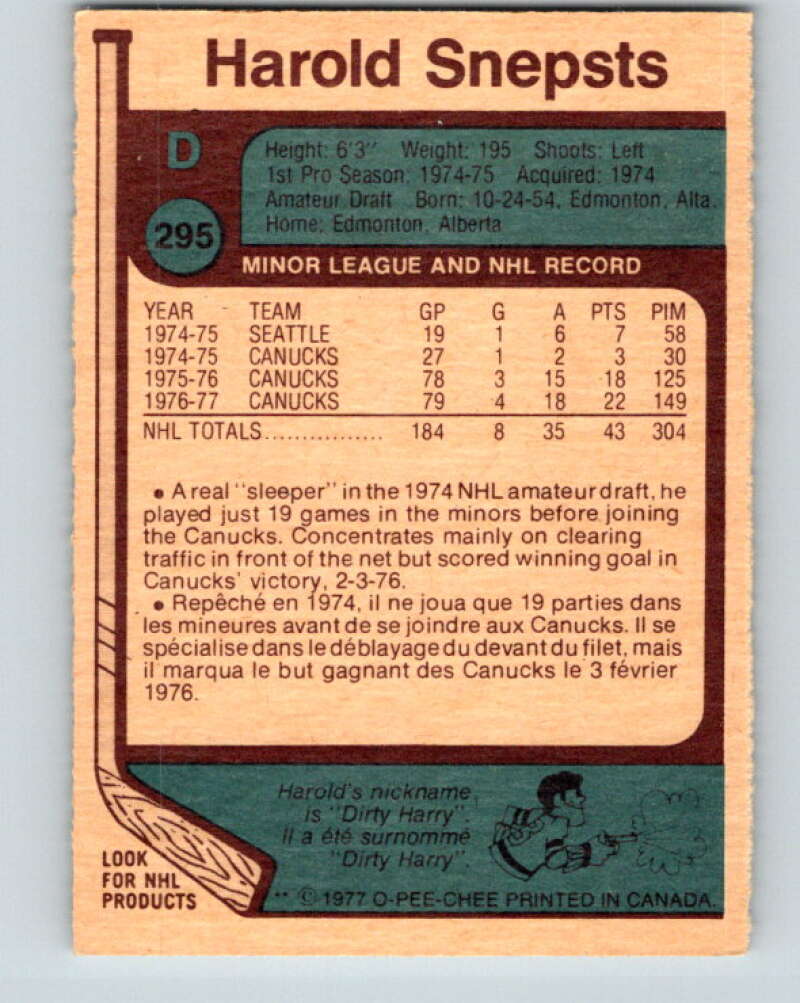 Harold Snepsts
D
Height: 6'3" Weight: 195 Shoots: Left
1st Pro Season: 1974-75 Acquired: 1974
Amateur Draft Born: 10-24-54, Edmonton, Alta.
Home: Edmonton, Alberta
295
MINOR LEAGUE AND NHL RECORD
YEAR TEAM GP G A PTS PIM
1974-75 SEATTLE 19 1 6 7 58
1974-75 CANUCKS 27 1 2 3 30
1975-76 CANUCKS 78 3 15 18 125
1976-77 CANUCKS 79 4 18 22 149
NHL TOTALS................ 184 8 35 43 304
• A real "sleeper" in the 1974 NHL amateur draft, he
played just 19 games in the minors before joining
the Canucks. Concentrates mainly on clearing
traffic in front of the net but scored winning goal in
Canucks' victory, 2-3-76.
• Repêché en 1974, il ne joua que 19 parties dans
les mineures avant de se joindre aux Canucks. Il se
spécialise dans le déblayage du devant du filet, mais
il marqua le but gagnant des Canucks le 3 février
1976.
Harold's nickname
is "Dirty Harry".
Il a été surnommé
"Dirty Harry".
LOOK
FOR NHL
PRODUCTS
** © 1977 O-PEE-CHEE PRINTED IN CANADA.